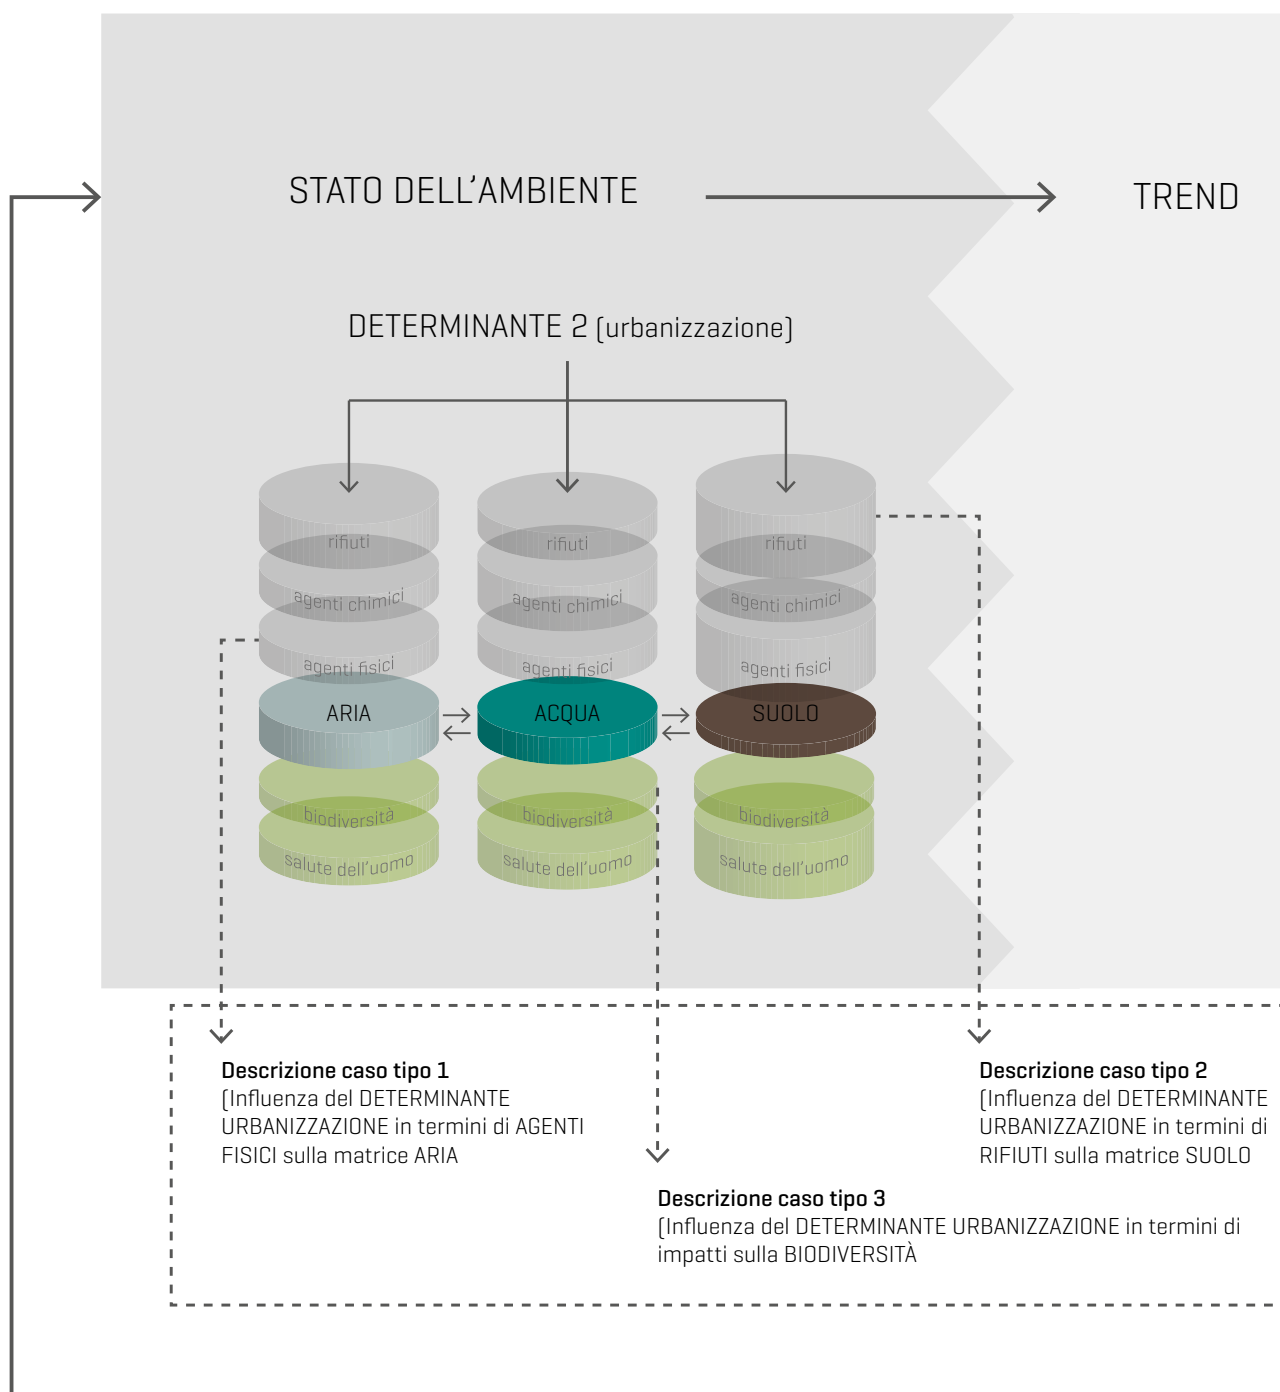 STATO DELL'AMBIENTE
TREND
DETERMINANTE 2 (urbanizzazione)
rifiuti
agenti chimici
agenti fisici
ARIA
biodiversità
salute dell'uomo
rifiuti
agenti chimici
agenti fisici
ACQUA
biodiversità
salute dell'uomo
rifiuti
agenti chimici
agenti fisici
SUOLO
biodiversità
salute dell'uomo
Descrizione caso tipo 1
(Influenza del DETERMINANTE
URBANIZZAZIONE in termini di AGENTI
FISICI sulla matrice ARIA
Descrizione caso tipo 2
(Influenza del DETERMINANTE
URBANIZZAZIONE in termini di
RIFIUTI sulla matrice SUOLO
Descrizione caso tipo 3
(Influenza del DETERMINANTE URBANIZZAZIONE in termini di
impatti sulla BIODIVERSITÀ